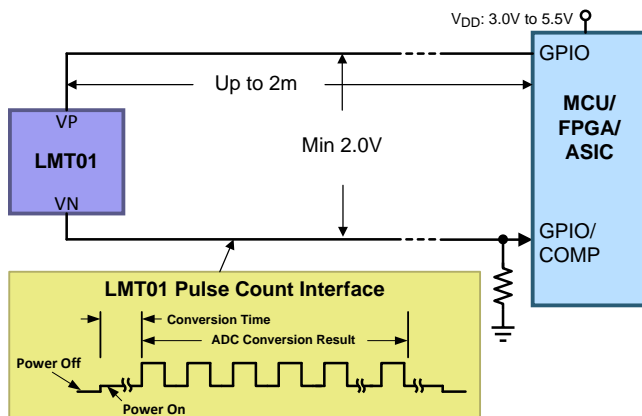 VDD: 3.0V to 5.5V
GPIO
Up to 2m
MCU/
FPGA/
ASIC
VP
LMT01
VN
Min 2.0V
GPIO/
COMP
LMT01 Pulse Count Interface
Conversion Time
ADC Conversion Result
Power Off
Power On